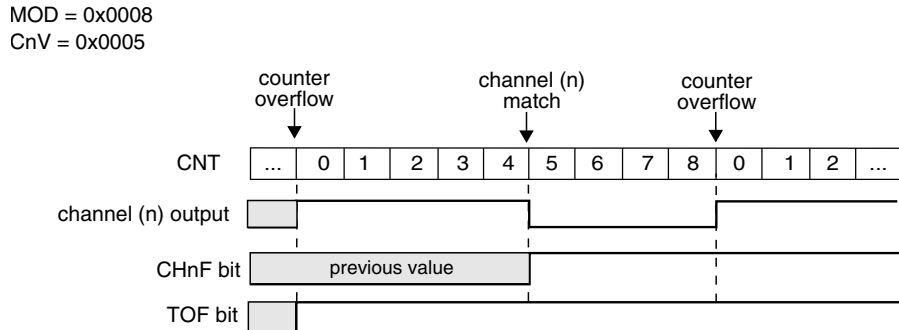 MOD = 0x0008
CnV = 0x0005
counter overflow
channel (n) match
counter overflow
CNT ... 0 1 2 3 4 5 6 7 8 0 1 2 ...
channel (n) output
CHnF bit previous value
TOF bit